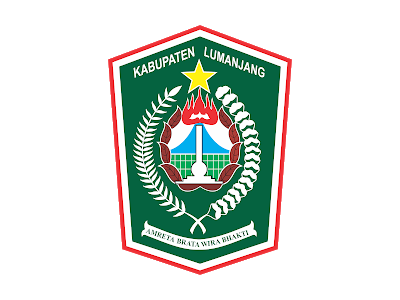 KABUPATEN LUMANJANG
AMRETA BRATA WIRA BHAKTI